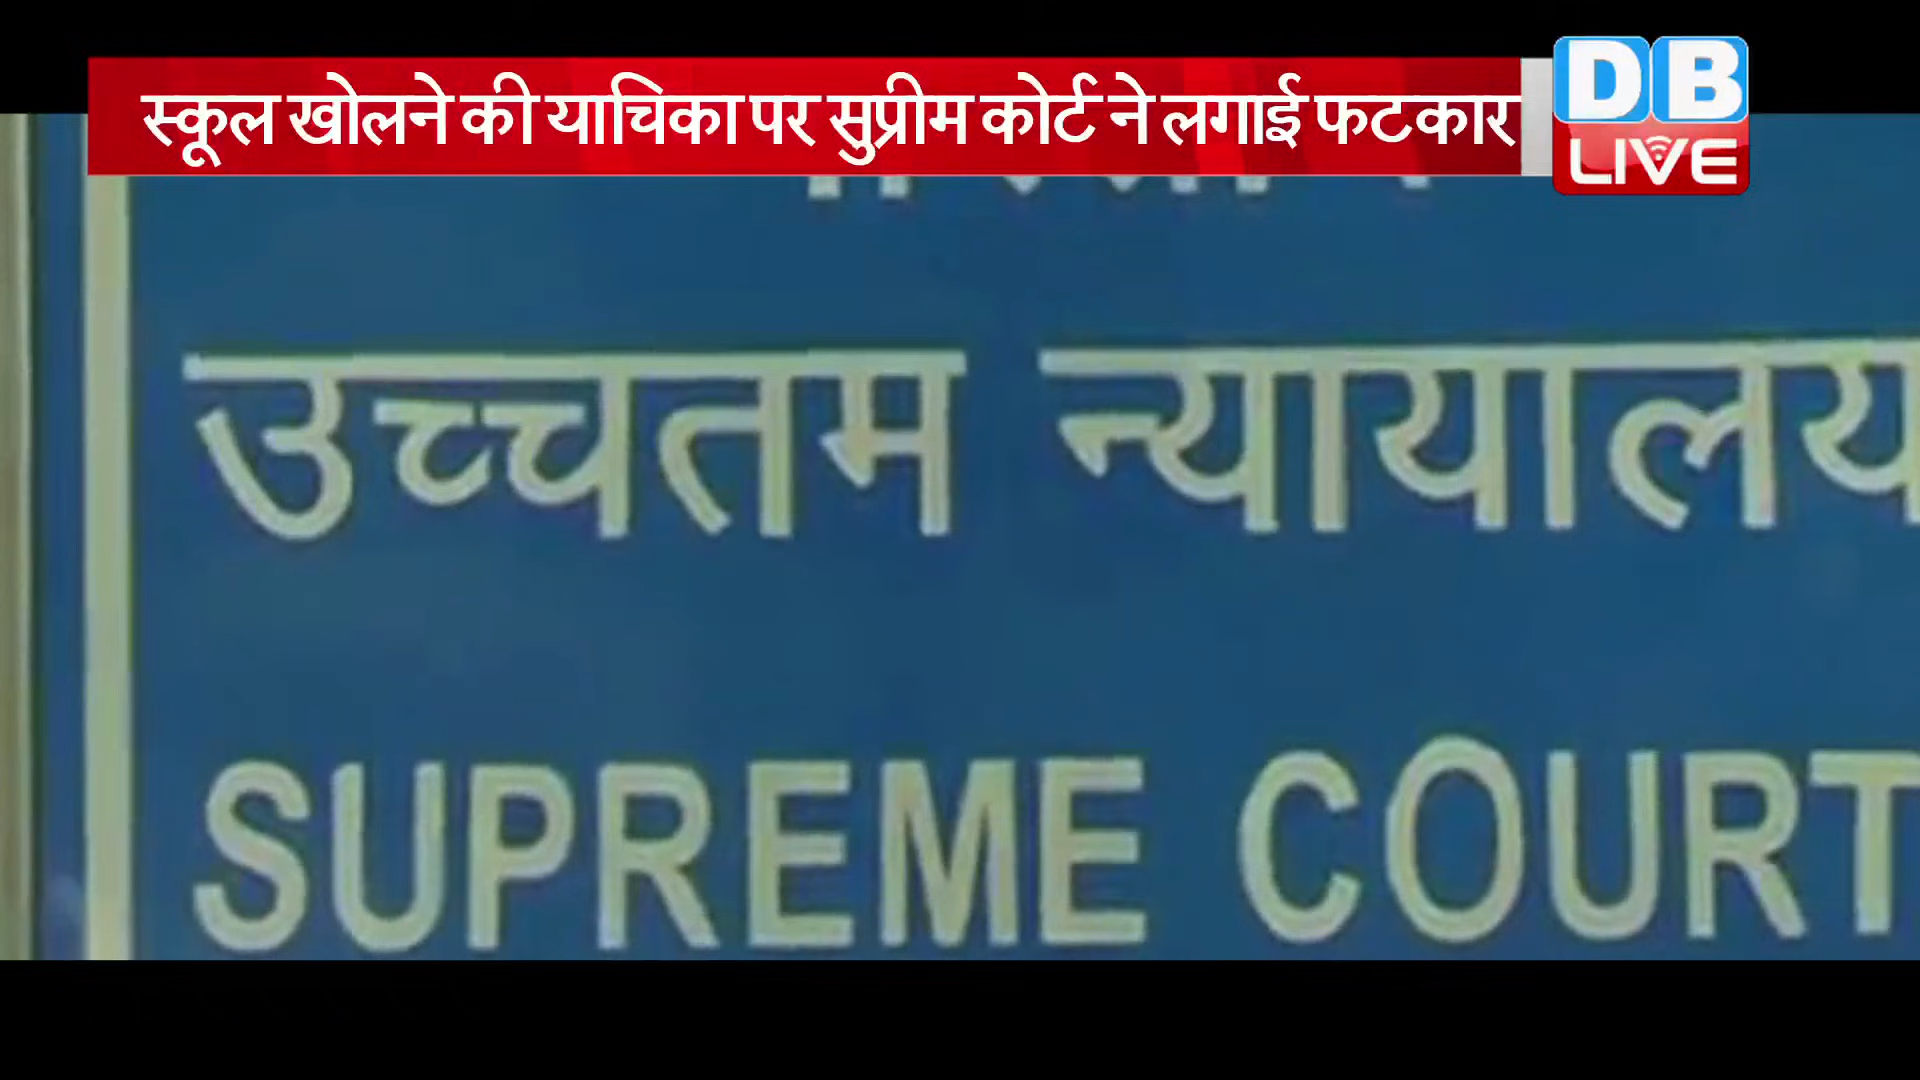 स्कूल खोलने की याचिका पर सुप्रीम कोर्ट ने लगाई फटकार
DB
LIVE
उच्चतम न्यायालय
SUPREME COURT